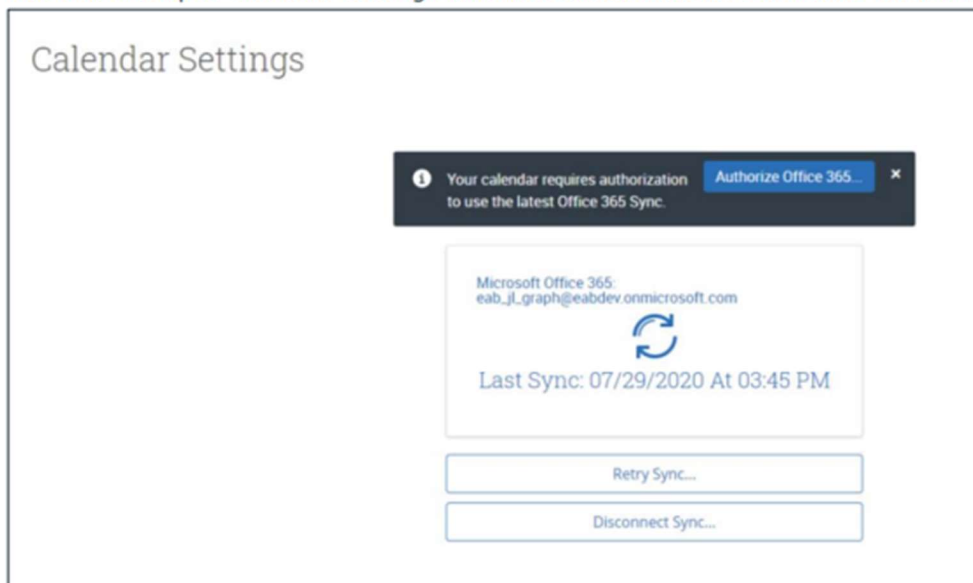 Calendar Settings
Your calendar requires authorization
to use the latest Office 365 Sync.
Authorize Office 365...
Microsoft Office 365:
eab_jl_graph@eabdev.onmicrosoft.com
Last Sync: 07/29/2020 At 03:45 PM
Retry Sync...
Disconnect Sync...